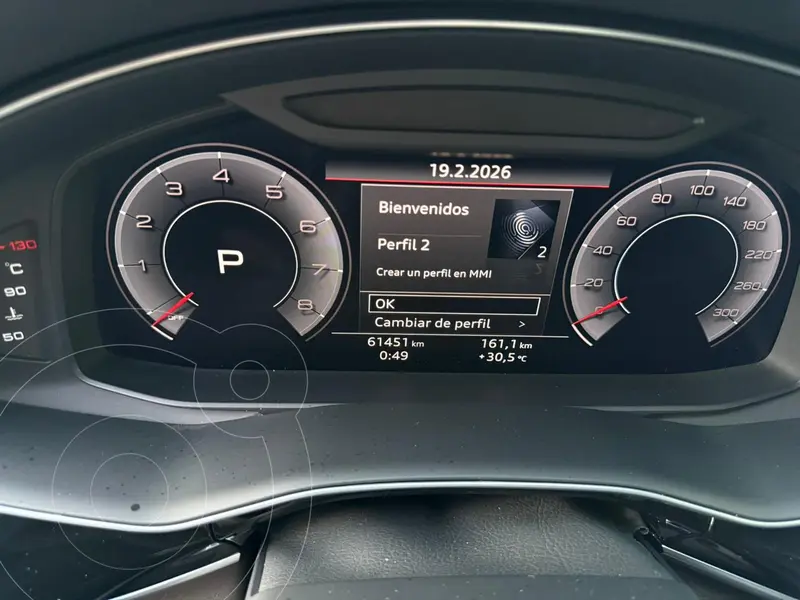 19.2.2026
Bienvenidos
Perfil 2
2
Crear un perfil en MMI
OK
Cambiar de perfil >
61451 km 161,1 km
0:49 +30,5 °C
P
OFF
1
2
3
4
5
6
7
8
0
20
40
60
80
100
140
180
220
260
300
130
°C
90
50